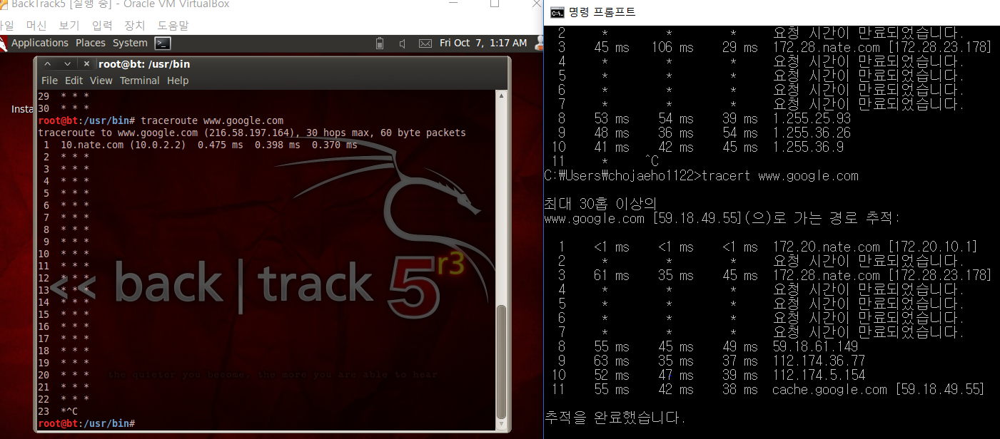 BackTrack5 [실행 중] - Oracle VM VirtualBox
파일 머신 보기 입력 장치 도움말
Applications Places System Fri Oct 7, 1:17 AM
root@bt: /usr/bin
File Edit View Terminal Help
Insta
29 * * *
30 * * *
root@bt:/usr/bin# traceroute www.google.com
traceroute to www.google.com (216.58.197.164), 30 hops max, 60 byte packets
1 10.nate.com (10.0.2.2) 0.475 ms 0.398 ms 0.370 ms
2 * * *
3 * * *
4 * * *
5 * * *
6 * * *
7 * * *
8 * * *
9 * * *
10 * * *
11 * * *
12 * * *
13 * * *
14 * * *
15 * * *
16 * * *
17 * * *
18 * * *
19 * * *
20 * * *
21 * * *
22 * * *
23 *^C
root@bt:/usr/bin#
<< back | track 5 r3
the quieter you become, the more you are able to hear
명령 프롬프트
2 * * * 요청 시간이 만료되었습니다.
3 45 ms 106 ms 29 ms 172.28.nate.com [172.28.23.178]
4 * * * 요청 시간이 만료되었습니다.
5 * * * 요청 시간이 만료되었습니다.
6 * * * 요청 시간이 만료되었습니다.
7 * * * 요청 시간이 만료되었습니다.
8 53 ms 54 ms 39 ms 1.255.25.93
9 48 ms 36 ms 54 ms 1.255.36.26
10 41 ms 42 ms 45 ms 1.255.36.9
11 * ^C
C:\Users\chojaeho1122>tracert www.google.com
최대 30홉 이상의
www.google.com [59.18.49.55](으)로 가는 경로 추적:
1 <1 ms <1 ms <1 ms 172.20.nate.com [172.20.10.1]
2 * * * 요청 시간이 만료되었습니다.
3 61 ms 35 ms 45 ms 172.28.nate.com [172.28.23.178]
4 * * * 요청 시간이 만료되었습니다.
5 * * * 요청 시간이 만료되었습니다.
6 * * * 요청 시간이 만료되었습니다.
7 * * * 요청 시간이 만료되었습니다.
8 55 ms 45 ms 49 ms 59.18.61.149
9 63 ms 35 ms 37 ms 112.174.36.77
10 52 ms 47 ms 39 ms 112.174.5.154
11 55 ms 42 ms 38 ms cache.google.com [59.18.49.55]
추적을 완료했습니다.